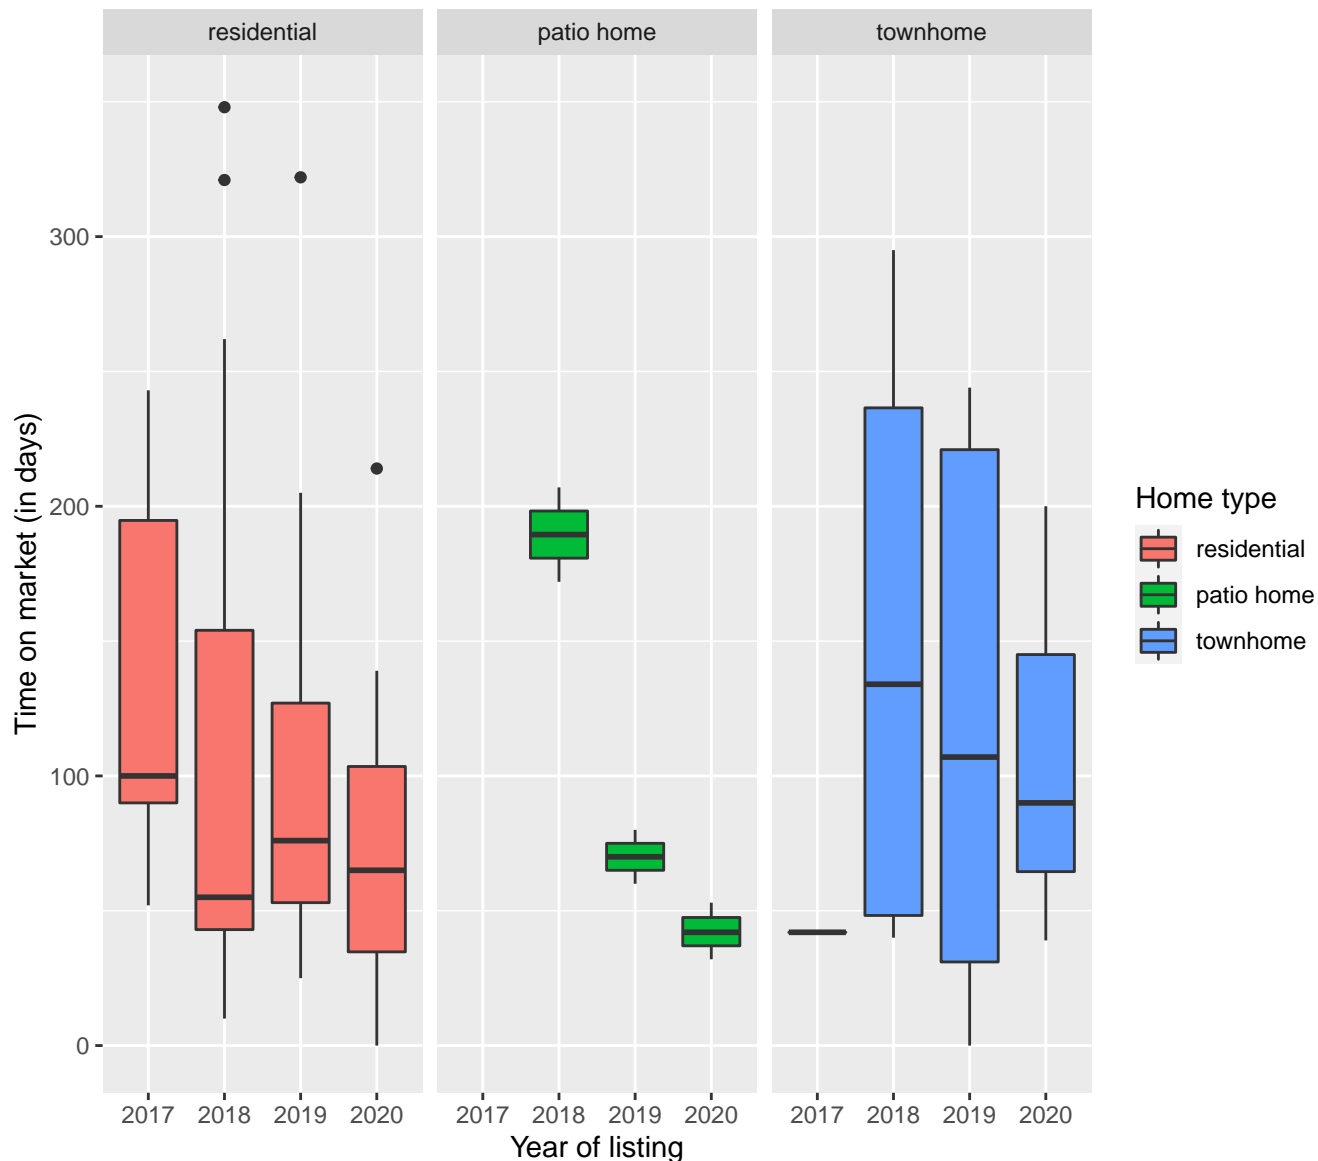 residential patio home townhome
300
200
100
0
Time on market (in days)
2017 2018 2019 2020 2017 2018 2019 2020 2017 2018 2019 2020
Year of listing
Home type
residential
patio home
townhome